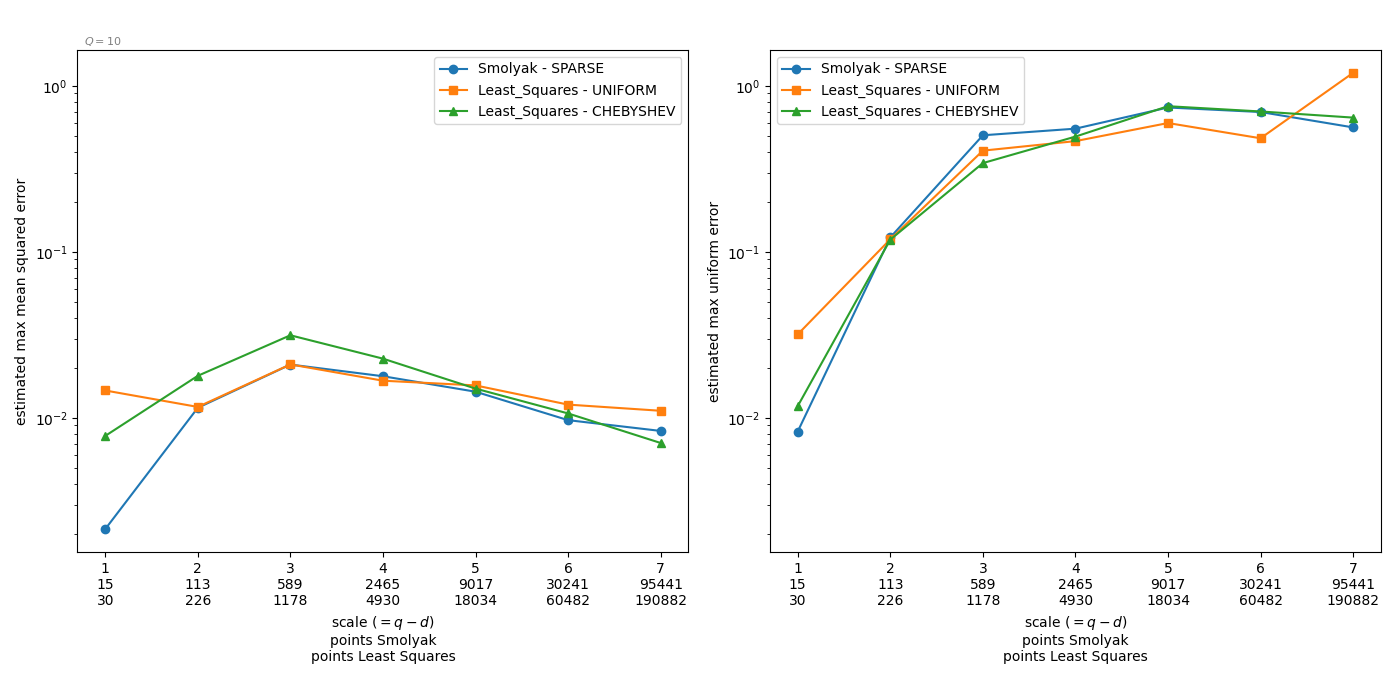 Q = 10
Smolyak - SPARSE
Least_Squares - UNIFORM
Least_Squares - CHEBYSHEV
estimated max mean squared error
10⁰
10⁻¹
10⁻²
1 2 3 4 5 6 7
15 113 589 2465 9017 30241 95441
30 226 1178 4930 18034 60482 190882
scale (= q − d)
points Smolyak
points Least Squares
Smolyak - SPARSE
Least_Squares - UNIFORM
Least_Squares - CHEBYSHEV
estimated max uniform error
10⁰
10⁻¹
10⁻²
1 2 3 4 5 6 7
15 113 589 2465 9017 30241 95441
30 226 1178 4930 18034 60482 190882
scale (= q − d)
points Smolyak
points Least Squares